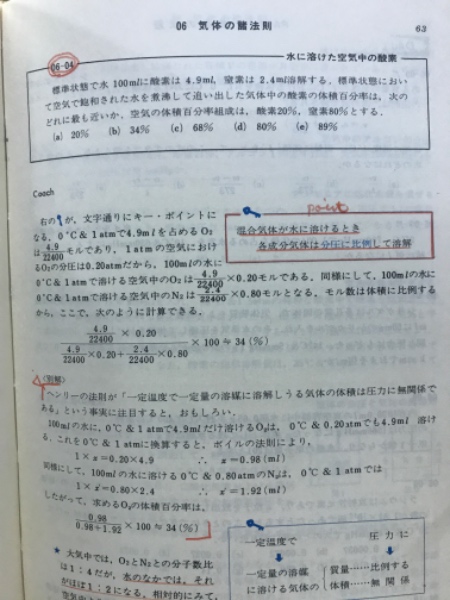 06 気体の諸法則
63
06-04
水に溶けた空気中の酸素
標準状態で水 100mlに酸素は 4.9ml, 窒素は 2.4ml溶解する。標準状態におい
て空気で飽和された水を煮沸して追い出した気体中の酸素の体積百分率は, 次の
どれに最も近いか。空気の体積百分率組成は, 酸素20%, 窒素80%とする。
(a) 20% (b) 34% (c) 68% (d) 80% (e) 89%
Coach
point
右の が, 文字通りにキー・ポイントに
なる。0℃ & 1 atmで4.9mlを占めるO₂
は 4.9/22400 モルであり, 1 atmの空気におけ
るO₂の分圧は0.20atmだから, 100mlの水に
混合気体が水に溶けるとき
各成分気体は分圧に比例して溶解
0℃ & 1 atmで溶ける空気中のO₂は 4.9/22400 ×0.20モルである。同様にして, 100mlの水に
0℃ & 1 atmで溶ける空気中のN₂は 2.4/22400 ×0.80モルとなる。モル数は体積に比例する
から, ここで, 次のように計算できる。
4.9/22400 × 0.20
4.9/22400 ×0.20+ 2.4/22400 ×0.80 × 100 ≒ 34 (%)
〈別解〉
ヘンリーの法則が「一定温度で一定量の溶媒に溶解しうる気体の体積は圧力に無関係で
ある」という事実に注目すると, おもしろい。
100mlの水に, 0℃ & 1 atmで4.9mlだけ溶けるO₂は, 0℃ & 0.20 atmでも4.9ml 溶け
る。これを0℃ & 1 atmに換算すると, ボイルの法則により,
1×x=0.20×4.9 ∴ x=0.98(ml)
同様にして, 100mlの水に溶ける0℃ & 0.80atmのN₂は, 0℃ & 1 atmでは
1×x′=0.80×2.4 ∴ x′=1.92(ml)
したがって, 求めるO₂の体積百分率は,
0.98/0.98+1.92 × 100 ≒ 34 (%)
★ 大気中では, O₂とN₂との分子数比
は1:4だが, 水のなかでは, それ
がほぼ1:2になる。相対的にみて,
一定温度で 圧力に
一定量の溶媒
に溶ける気体の
質量……比例する
体積……無関係